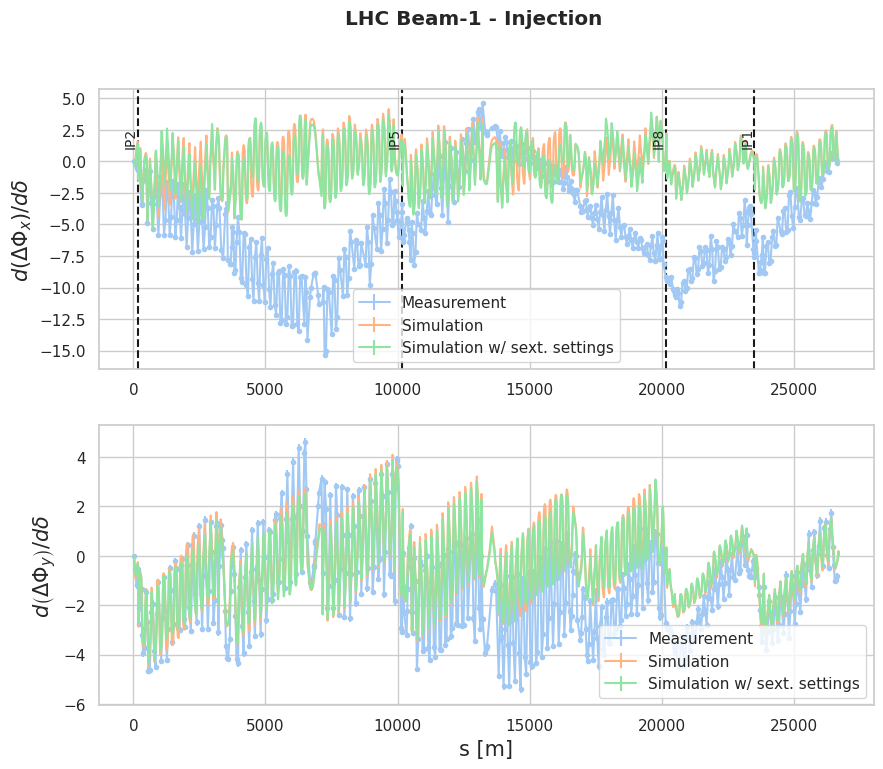 LHC Beam-1 - Injection
5.0
2.5
0.0
−2.5
−5.0
−7.5
−10.0
−12.5
−15.0
d(ΔΦx)/dδ
IP2
IP5
IP8
IP1
Measurement
Simulation
Simulation w/ sext. settings
0
5000
10000
15000
20000
25000
4
2
0
−2
−4
−6
d(ΔΦy)/dδ
Measurement
Simulation
Simulation w/ sext. settings
0
5000
10000
15000
20000
25000
s [m]